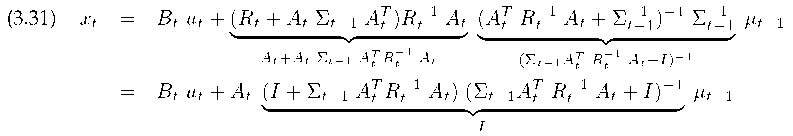 (3.31) x_t = B_t u_t + (R_t + A_t Σ_{t-1} A_t^T) R_t^{-1} A_t (A_t^T R_t^{-1} A_t + Σ_{t-1}^{-1})^{-1} Σ_{t-1}^{-1} μ_{t-1}
A_t + A_t Σ_{t-1} A_t^T R_t^{-1} A_t (Σ_{t-1} A_t^T R_t^{-1} A_t + I)^{-1}
= B_t u_t + A_t (I + Σ_{t-1} A_t^T R_t^{-1} A_t) (Σ_{t-1} A_t^T R_t^{-1} A_t + I)^{-1} μ_{t-1}
I